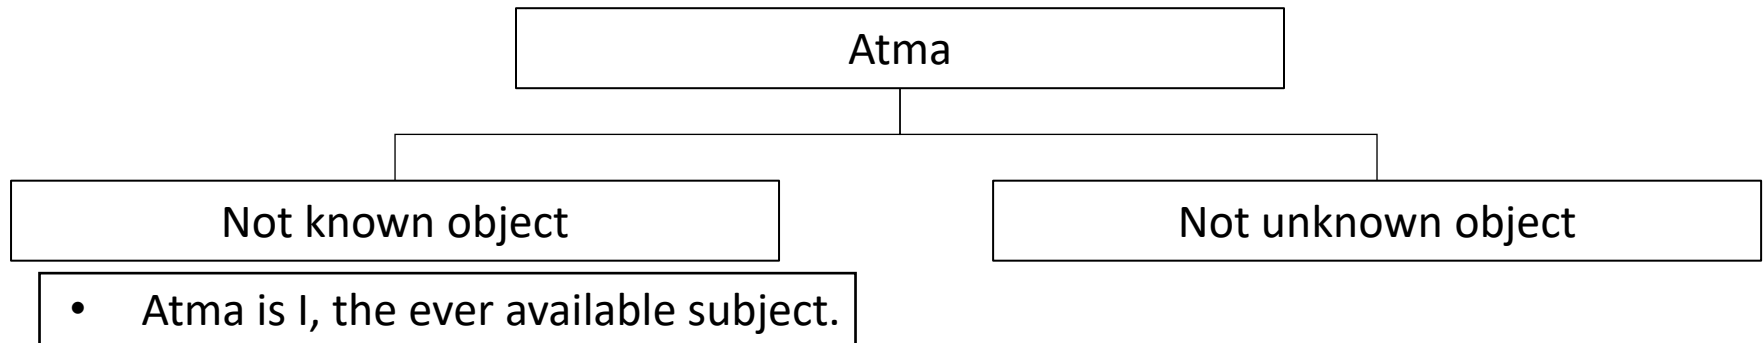 Atma
Not known object
Not unknown object
• Atma is I, the ever available subject.